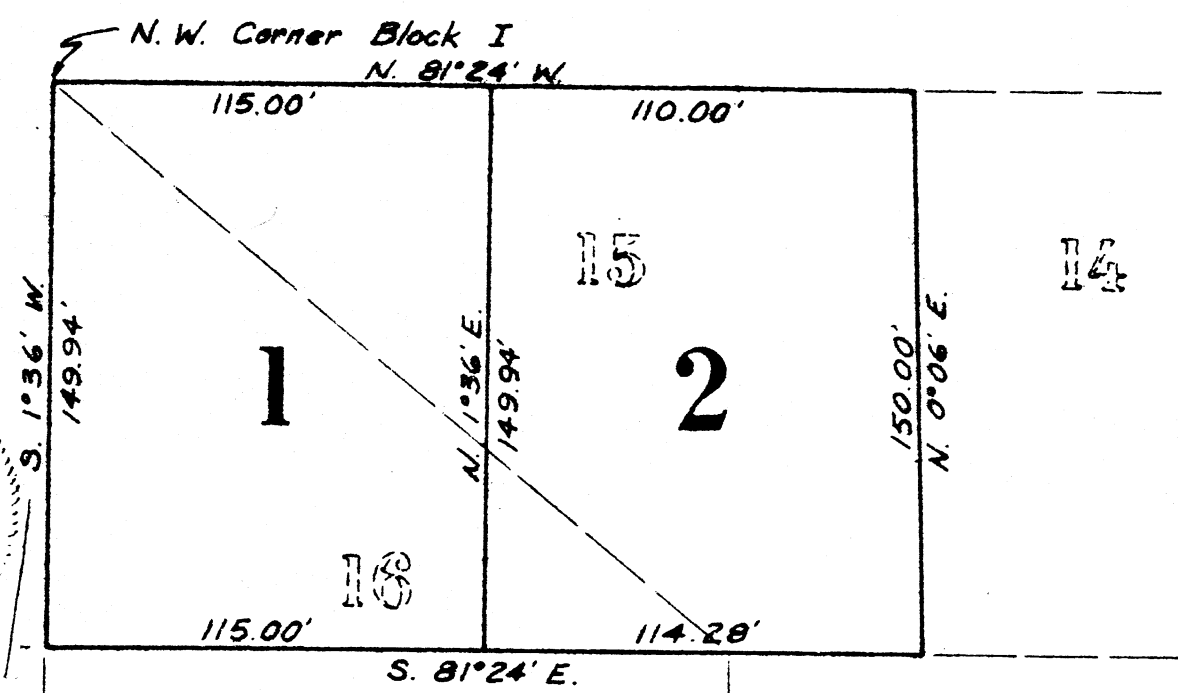 N. W. Corner Block I
N. 81°24' W.
115.00'
110.00'
15
14
S. 1°36' W.
149.94'
1
N. 1°36' E.
149.94'
2
150.00'
N. 0°06' E.
16
115.00'
114.28'
S. 81°24' E.